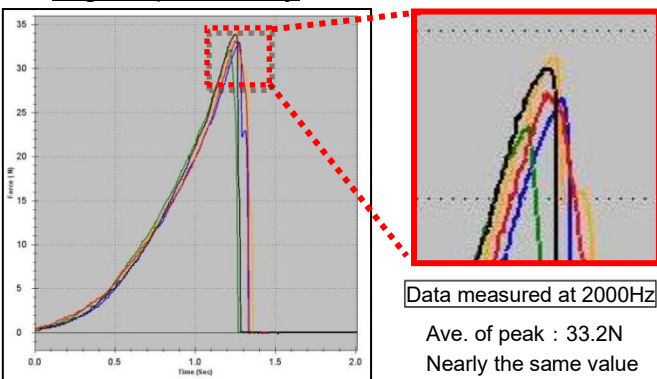 35
30
25
20
15
10
5
0
Force (N)
0.0 0.5 1.0 1.5 2.0
Time (Sec)
Data measured at 2000Hz
Ave. of peak：33.2N
Nearly the same value